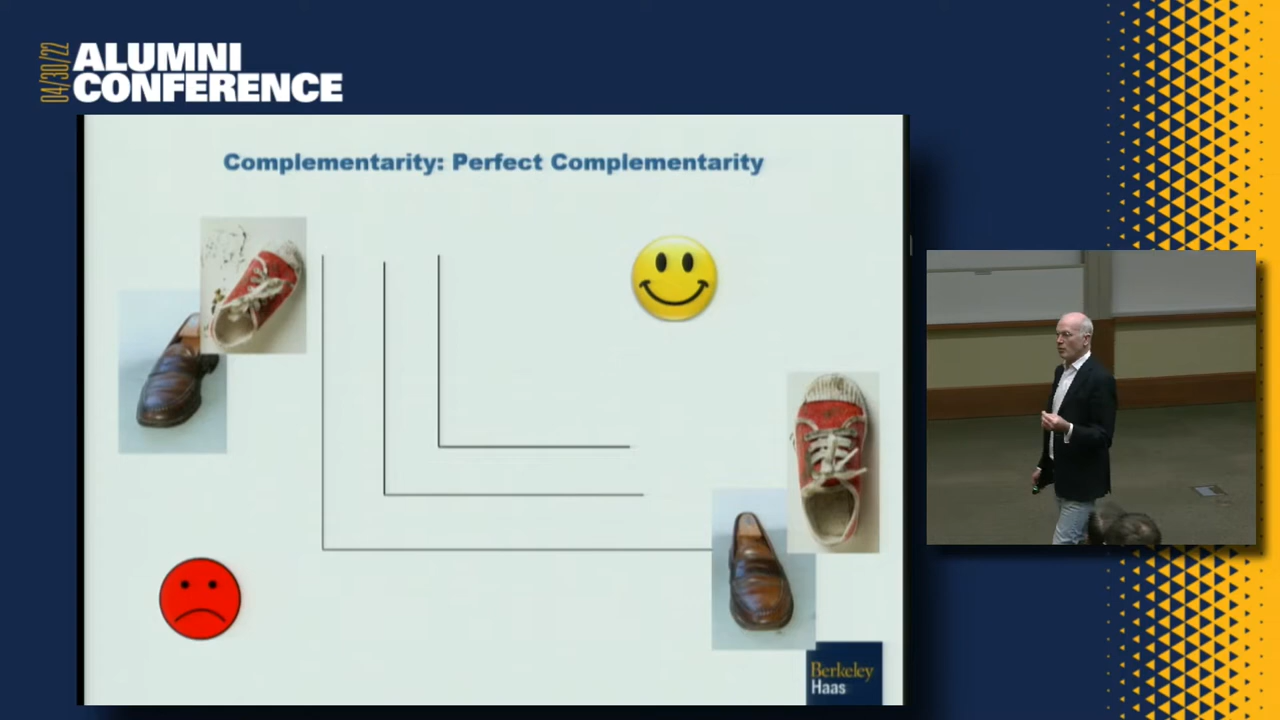 04/30/22
ALUMNI
CONFERENCE
Complementarity: Perfect Complementarity
Berkeley
Haas